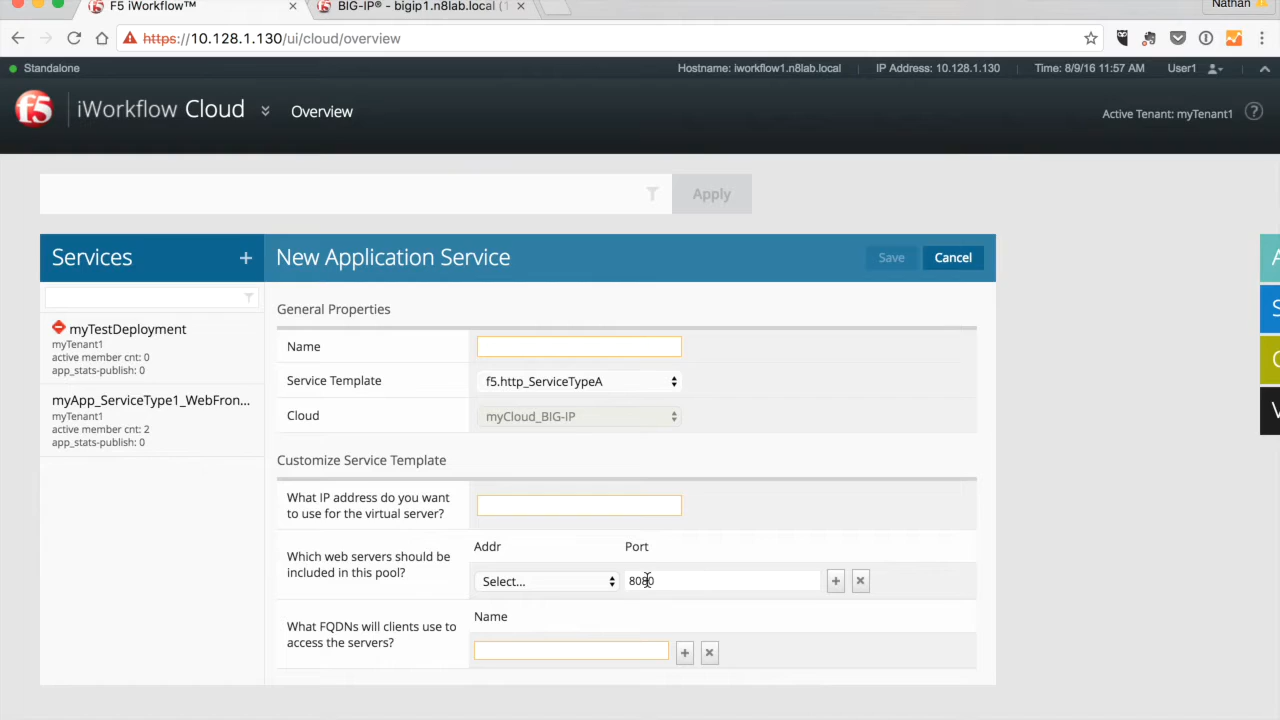 F5 iWorkflow™ ×
BIG-IP® - bigip1.n8lab.local (1 ×
Nathan
https://10.128.1.130/ui/cloud/overview
Standalone
Hostname: iworkflow1.n8lab.local
IP Address: 10.128.1.130
Time: 8/9/16 11:57 AM
User1
f5
iWorkflow Cloud
Overview
Active Tenant: myTenant1
?
Apply
Services +
New Application Service
Save
Cancel
myTestDeployment
myTenant1
active member cnt: 0
app_stats-publish: 0
myApp_ServiceType1_WebFron...
myTenant1
active member cnt: 2
app_stats-publish: 0
General Properties
Name
Service Template
f5.http_ServiceTypeA
Cloud
myCloud_BIG-IP
Customize Service Template
What IP address do you want
to use for the virtual server?
Which web servers should be
included in this pool?
Addr
Port
Select...
8080
What FQDNs will clients use to
access the servers?
Name